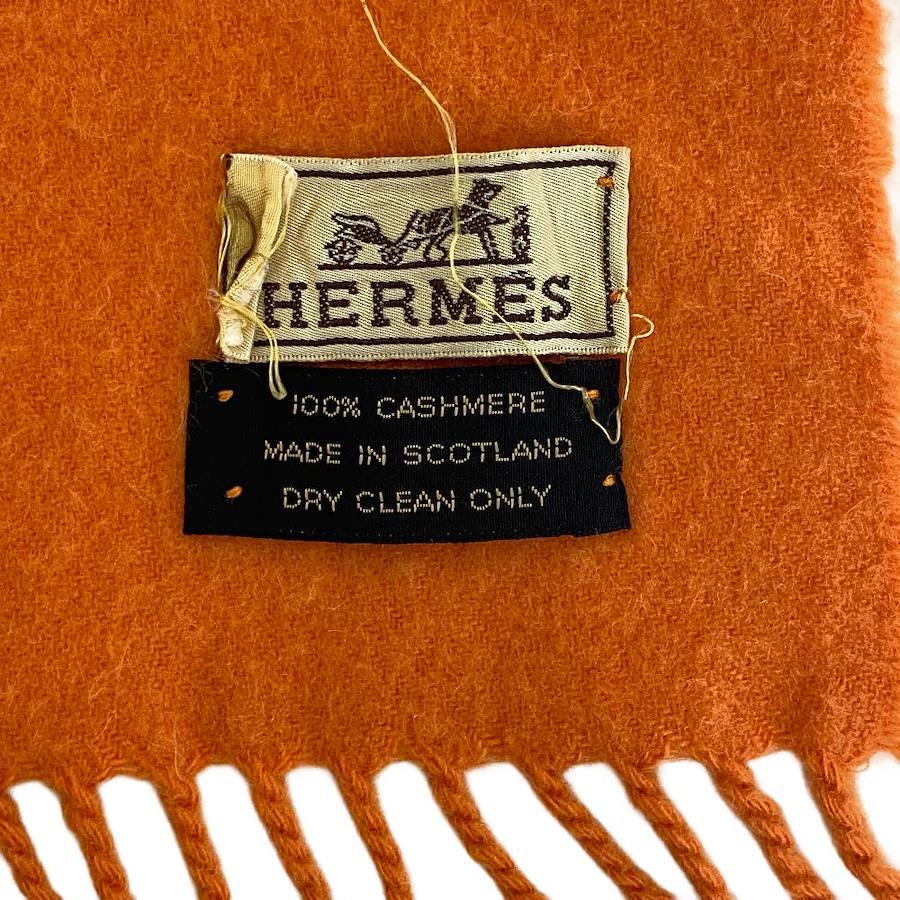 HERMÈS
100% CASHMERE
MADE IN SCOTLAND
DRY CLEAN ONLY